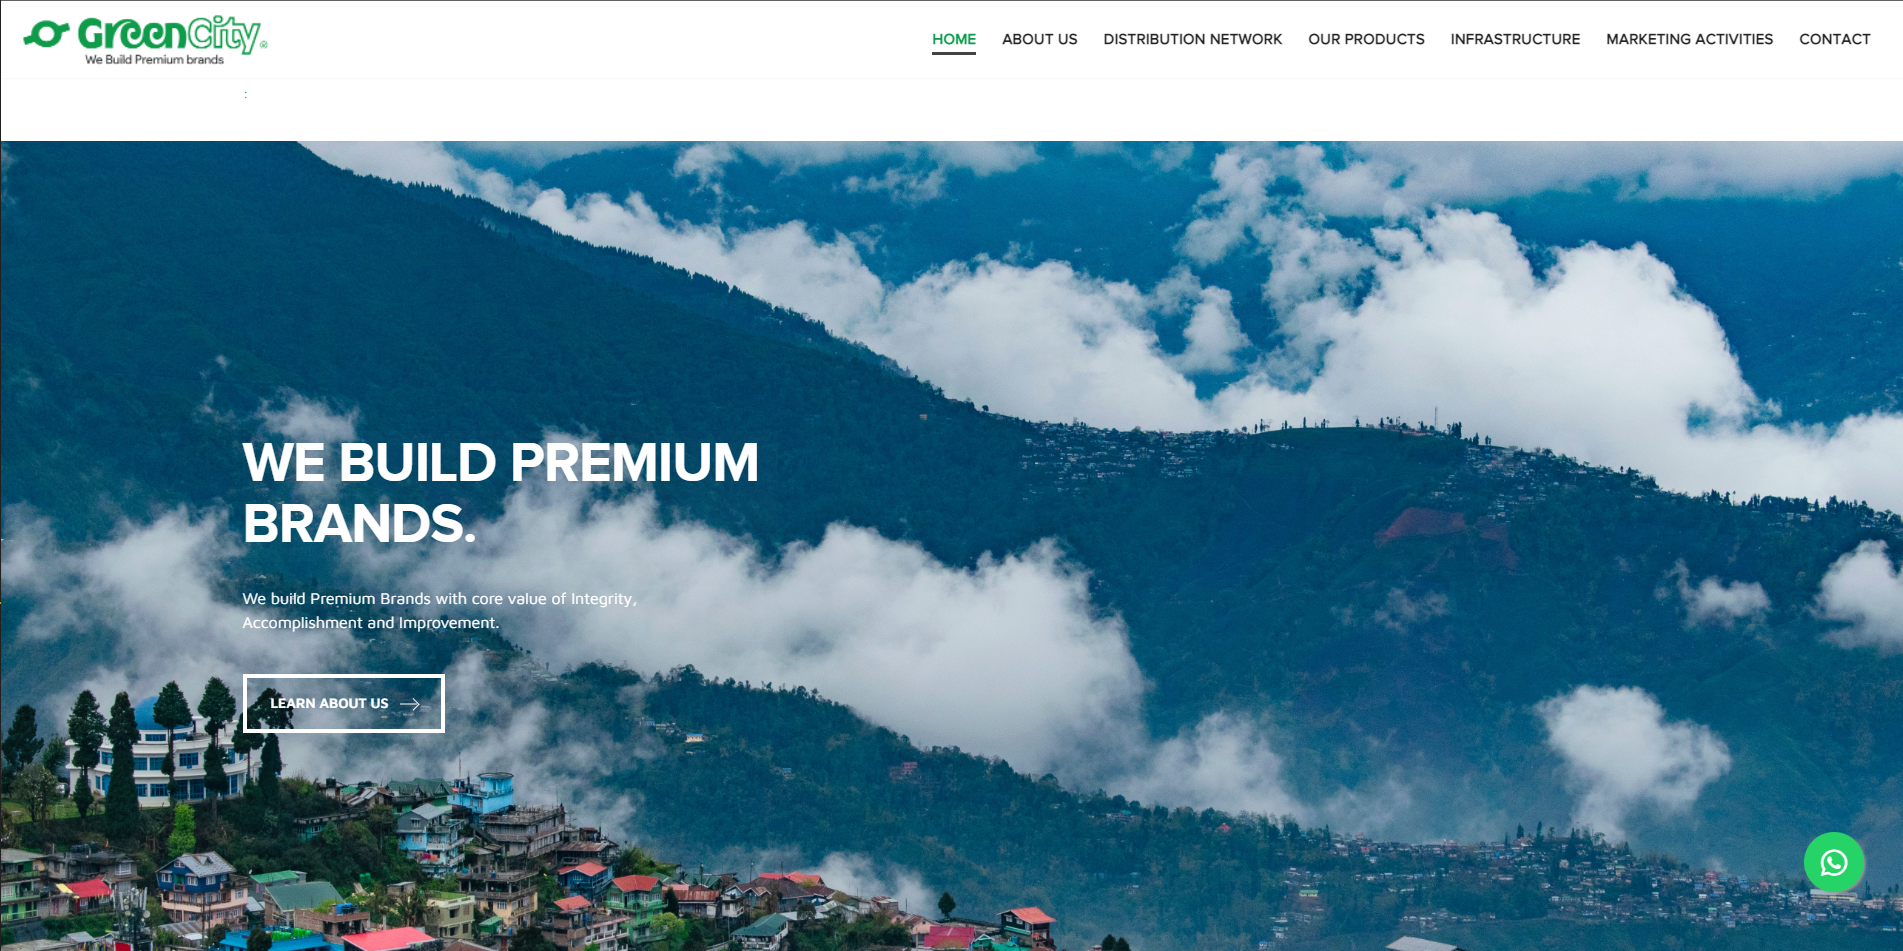 GreenCity®
We Build Premium brands
HOME ABOUT US DISTRIBUTION NETWORK OUR PRODUCTS INFRASTRUCTURE MARKETING ACTIVITIES CONTACT
:
WE BUILD PREMIUM
BRANDS.
We build Premium Brands with core value of Integrity,
Accomplishment and Improvement.
LEARN ABOUT US